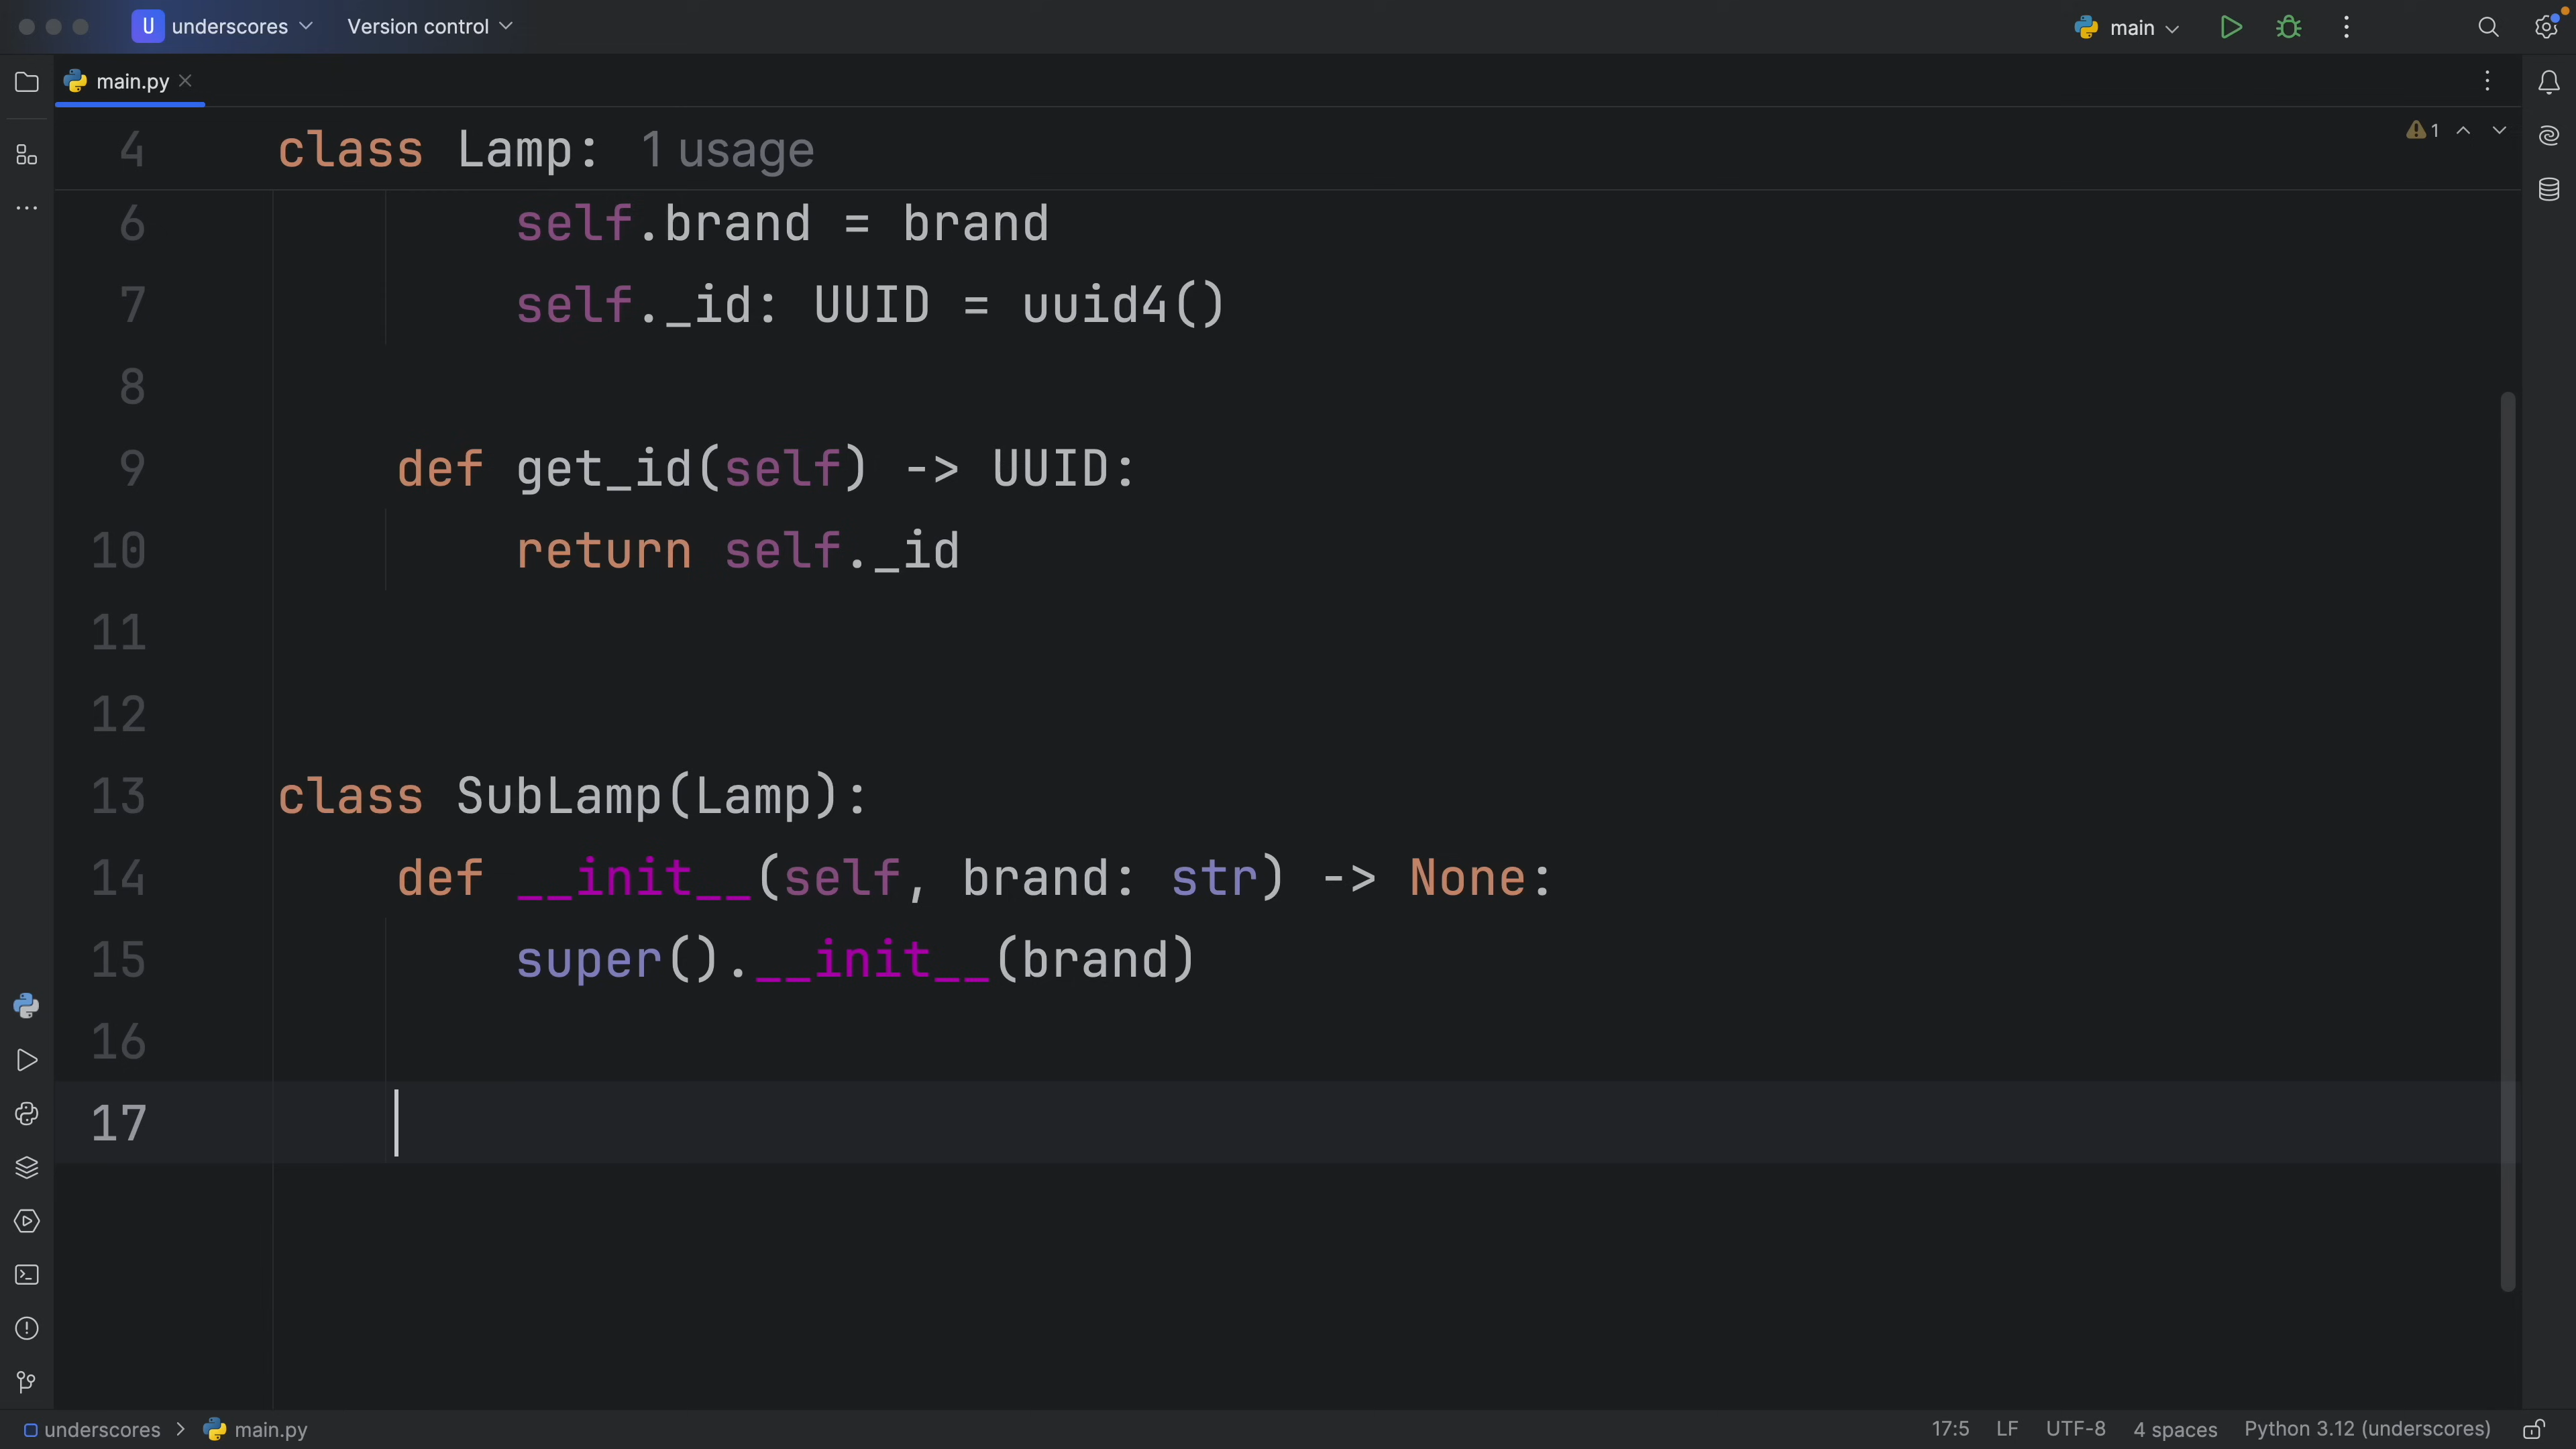 U underscores Version control main
main.py
4 class Lamp: 1 usage
1
6 self.brand = brand
7 self._id: UUID = uuid4()
8
9 def get_id(self) -> UUID:
10 return self._id
11
12
13 class SubLamp(Lamp):
14 def __init__(self, brand: str) -> None:
15 super().__init__(brand)
16
17
underscores > main.py 17:5 LF UTF-8 4 spaces Python 3.12 (underscores)